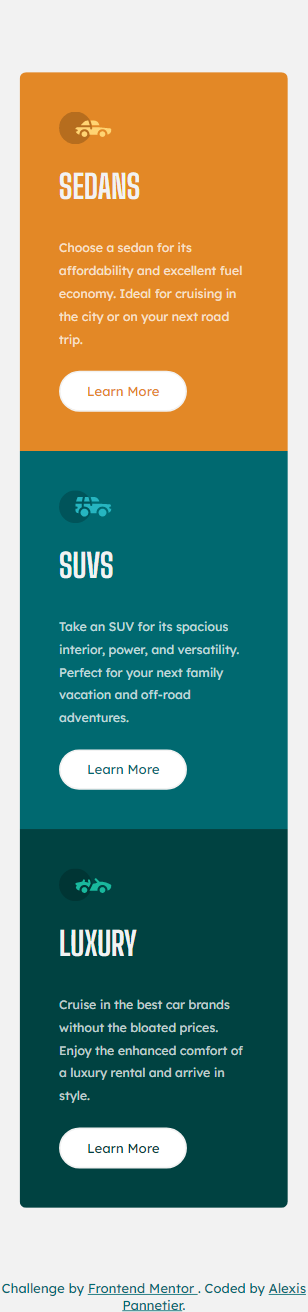 SEDANS
Choose a sedan for its
affordability and excellent fuel
economy. Ideal for cruising in
the city or on your next road
trip.
Learn More
SUVS
Take an SUV for its spacious
interior, power, and versatility.
Perfect for your next family
vacation and off-road
adventures.
Learn More
LUXURY
Cruise in the best car brands
without the bloated prices.
Enjoy the enhanced comfort of
a luxury rental and arrive in
style.
Learn More
Challenge by Frontend Mentor . Coded by Alexis
Pannetier.